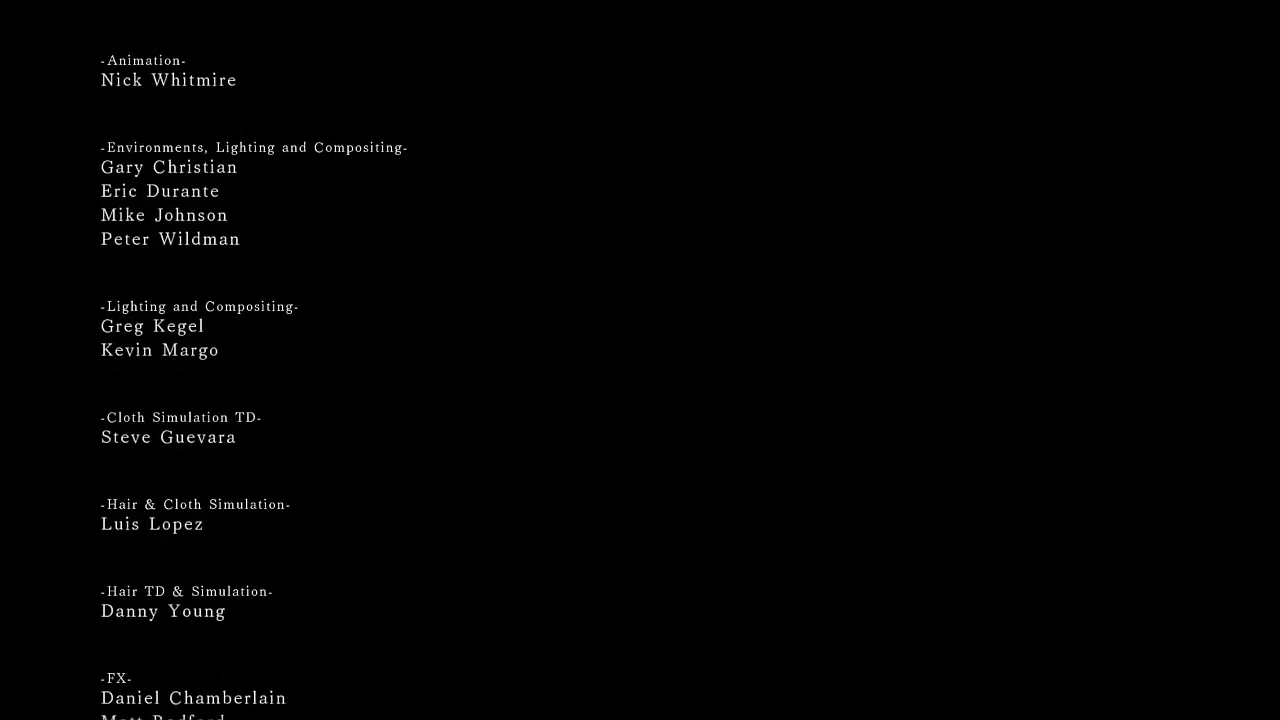 -Animation-
Nick Whitmire
-Environments, Lighting and Compositing-
Gary Christian
Eric Durante
Mike Johnson
Peter Wildman
-Lighting and Compositing-
Greg Kegel
Kevin Margo
-Cloth Simulation TD-
Steve Guevara
-Hair & Cloth Simulation-
Luis Lopez
-Hair TD & Simulation-
Danny Young
-FX-
Daniel Chamberlain